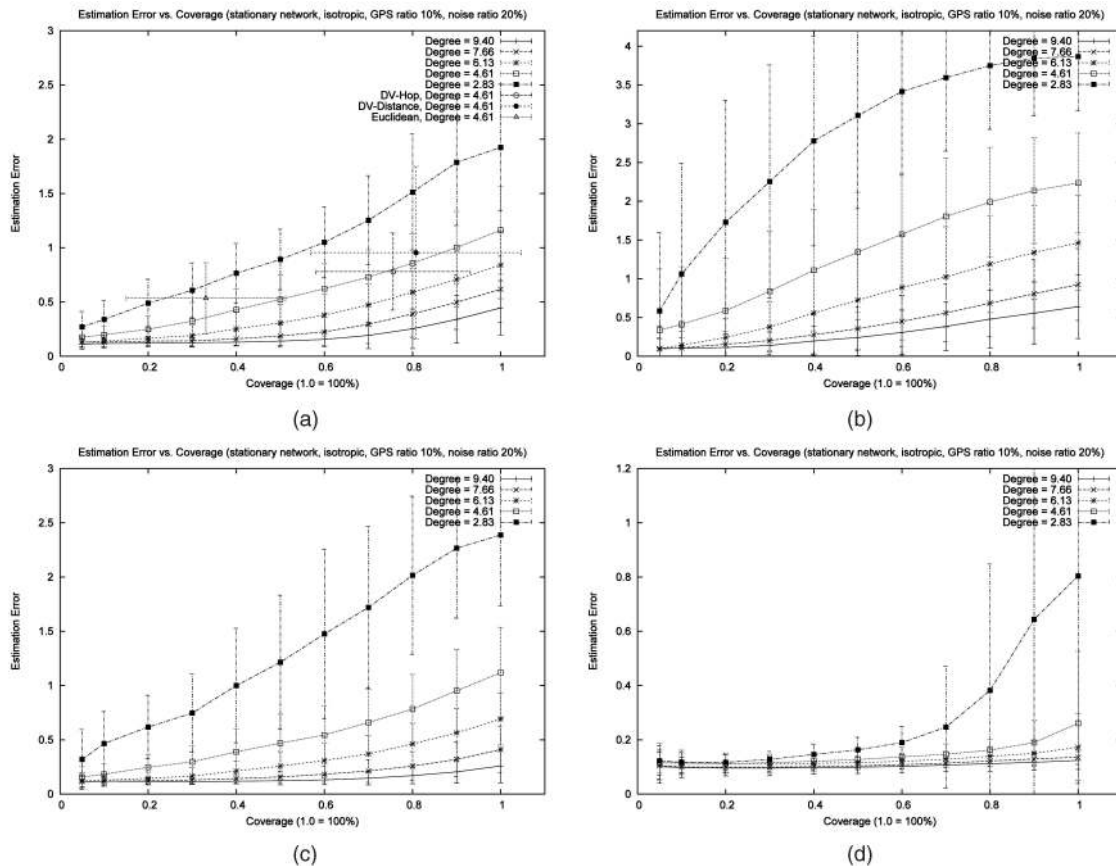 Estimation Error vs. Coverage (stationary network, isotropic, GPS ratio 10%, noise ratio 20%)
3
2.5
2
1.5
1
0.5
0
Estimation Error
Degree = 9.40
Degree = 7.66
Degree = 6.13
Degree = 4.61
Degree = 2.83
DV-Hop, Degree = 4.61
DV-Distance, Degree = 4.61
Euclidean, Degree = 4.61
0 0.2 0.4 0.6 0.8 1
Coverage (1.0 = 100%)
(a)
Estimation Error vs. Coverage (stationary network, isotropic, GPS ratio 10%, noise ratio 20%)
4
3.5
3
2.5
2
1.5
1
0.5
0
Estimation Error
Degree = 9.40
Degree = 7.66
Degree = 6.13
Degree = 4.61
Degree = 2.83
0 0.2 0.4 0.6 0.8 1
Coverage (1.0 = 100%)
(b)
Estimation Error vs. Coverage (stationary network, isotropic, GPS ratio 10%, noise ratio 20%)
3
2.5
2
1.5
1
0.5
0
Estimation Error
Degree = 9.40
Degree = 7.66
Degree = 6.13
Degree = 4.61
Degree = 2.83
0 0.2 0.4 0.6 0.8 1
Coverage (1.0 = 100%)
(c)
Estimation Error vs. Coverage (stationary network, isotropic, GPS ratio 10%, noise ratio 20%)
1.2
1
0.8
0.6
0.4
0.2
0
Estimation Error
Degree = 9.40
Degree = 7.66
Degree = 6.13
Degree = 4.61
Degree = 2.83
0 0.2 0.4 0.6 0.8 1
Coverage (1.0 = 100%)
(d)